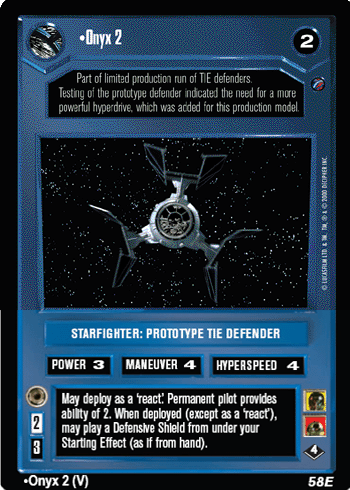 •Onyx 2
2
Part of limited production run of TIE defenders.
Testing of the prototype defender indicated the need for a more
powerful hyperdrive, which was added for this production model.
© LUCASFILM LTD. & TM. TM, ® & © 2000 DECIPHER INC.
STARFIGHTER: PROTOTYPE TIE DEFENDER
POWER 3 MANEUVER 4 HYPERSPEED 4
May deploy as a 'react'. Permanent pilot provides
ability of 2. When deployed (except as a 'react'),
may play a Defensive Shield from under your
Starting Effect (as if from hand).
2
3
4
•Onyx 2 (V)
58E